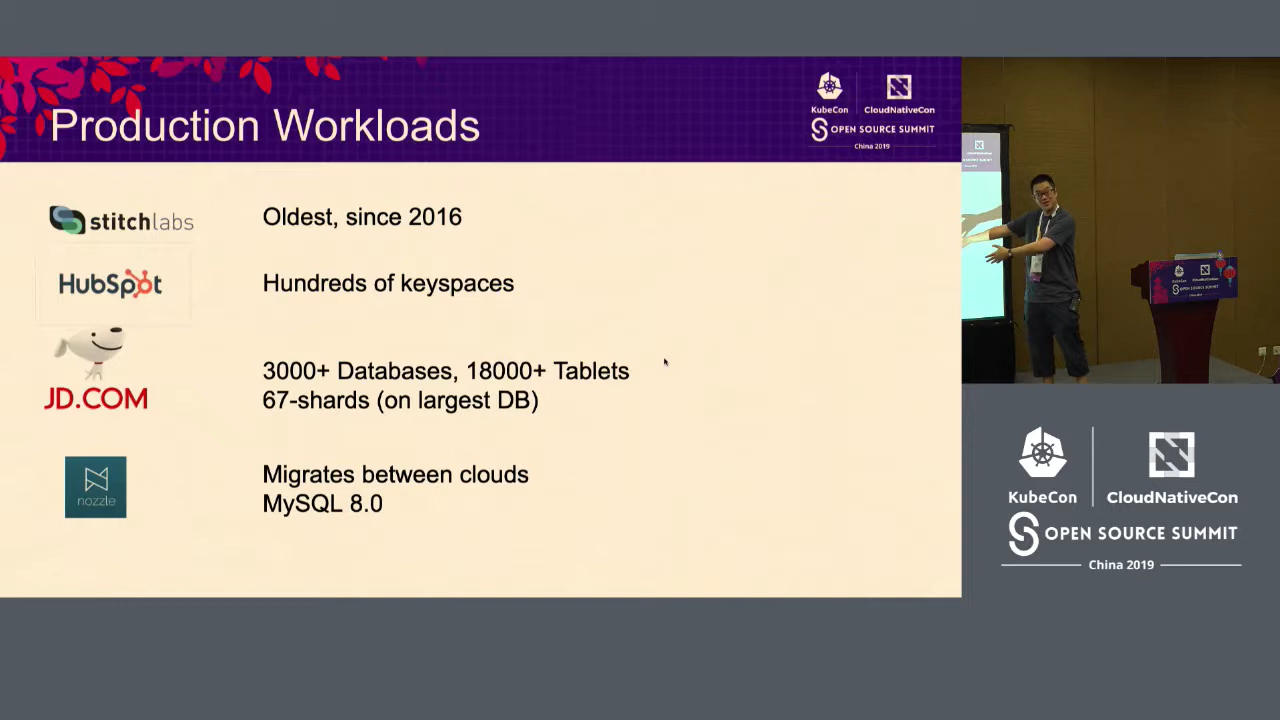 Production Workloads
KubeCon
CloudNativeCon
OPEN SOURCE SUMMIT
China 2019
stitchlabs
Oldest, since 2016
HubSpot
Hundreds of keyspaces
JD.COM
3000+ Databases, 18000+ Tablets
67-shards (on largest DB)
nozzle
Migrates between clouds
MySQL 8.0
KubeCon
CloudNativeCon
OPEN SOURCE SUMMIT
China 2019